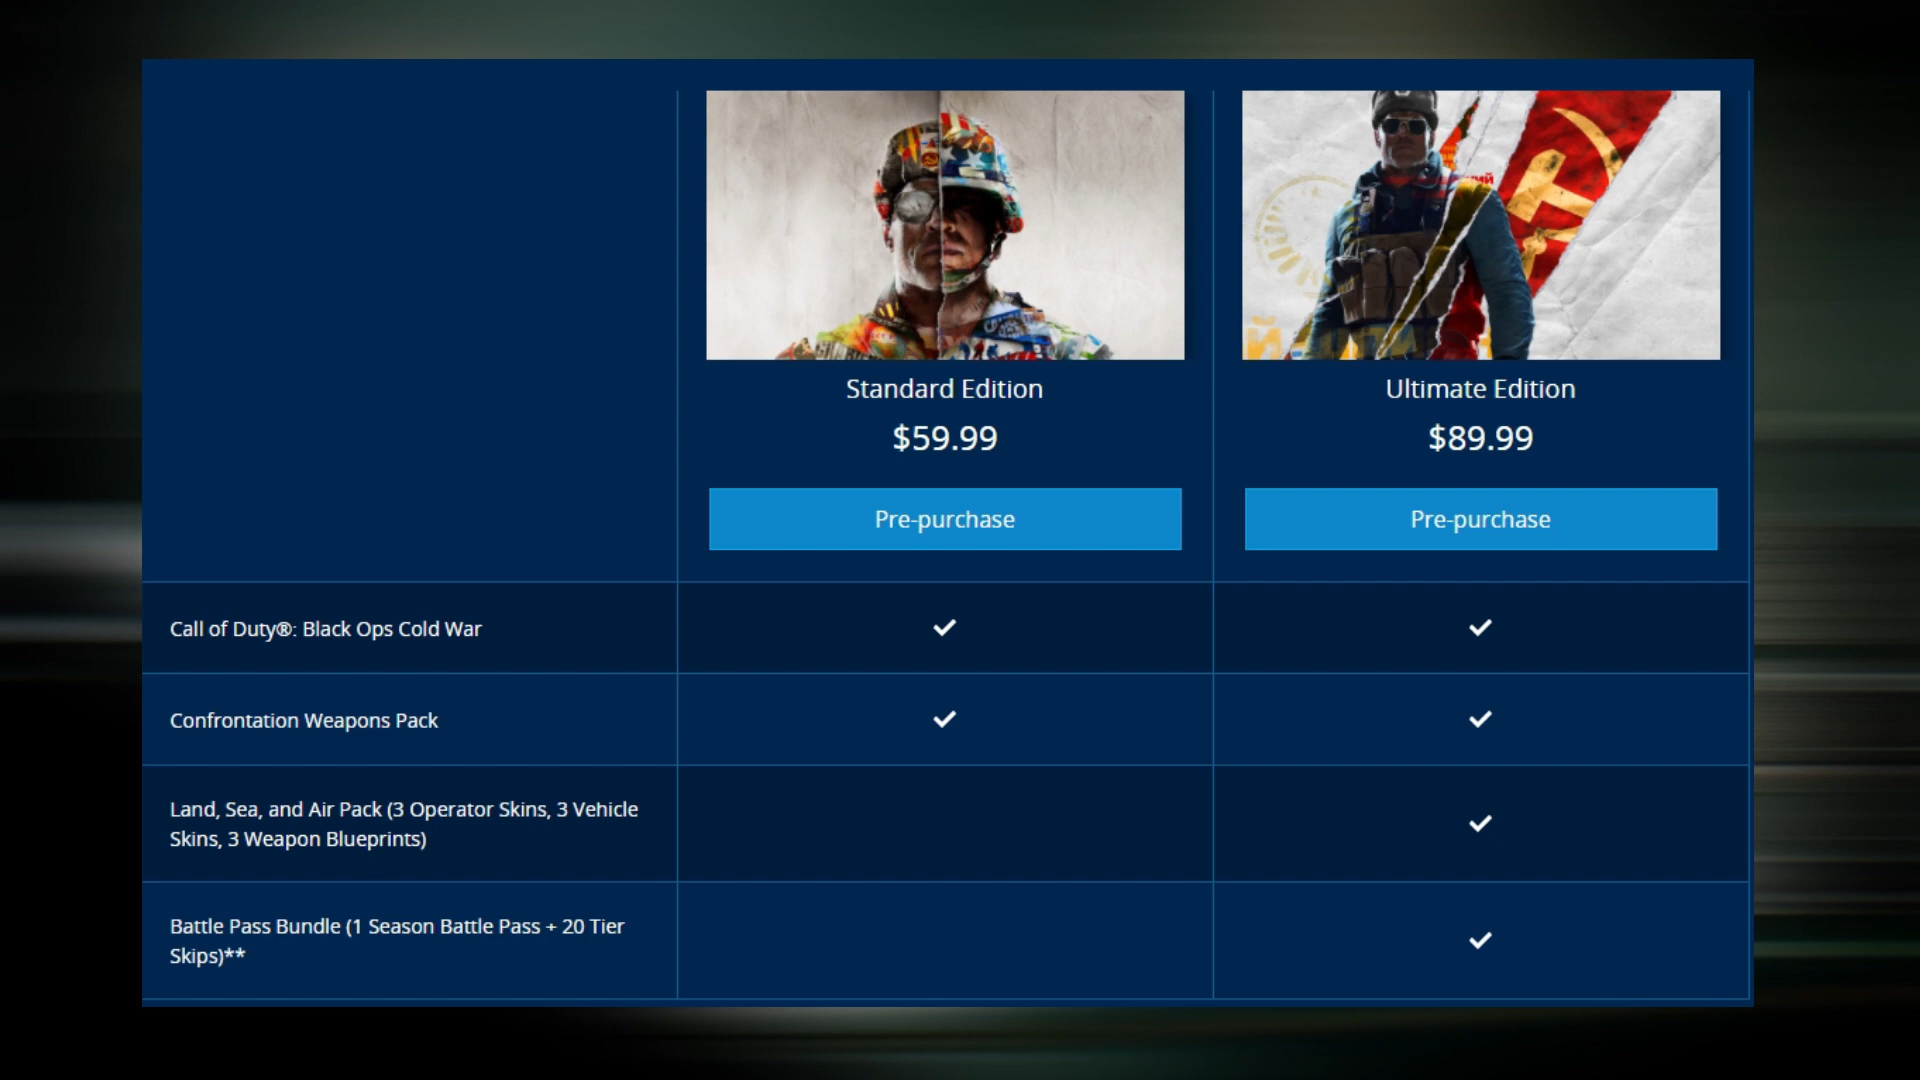 Standard Edition
$59.99
Pre-purchase
Ultimate Edition
$89.99
Pre-purchase
Call of Duty®: Black Ops Cold War
Confrontation Weapons Pack
Land, Sea, and Air Pack (3 Operator Skins, 3 Vehicle
Skins, 3 Weapon Blueprints)
Battle Pass Bundle (1 Season Battle Pass + 20 Tier
Skips)**